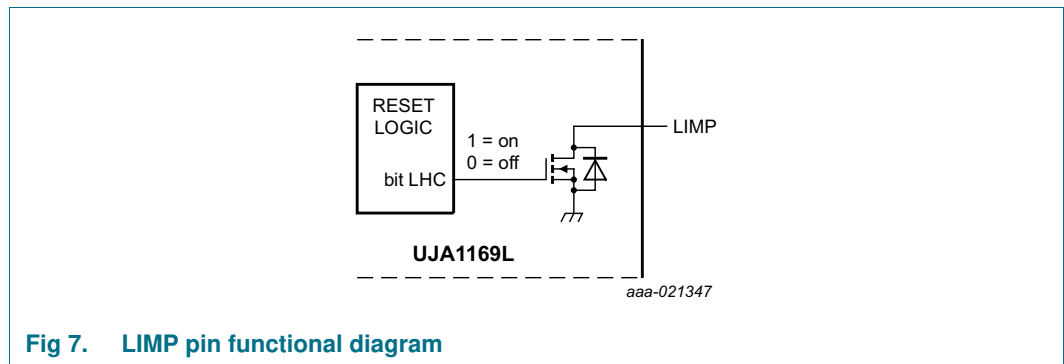 RESET
LOGIC
1 = on
0 = off
bit LHC
LIMP
UJA1169L
aaa-021347
Fig 7. LIMP pin functional diagram